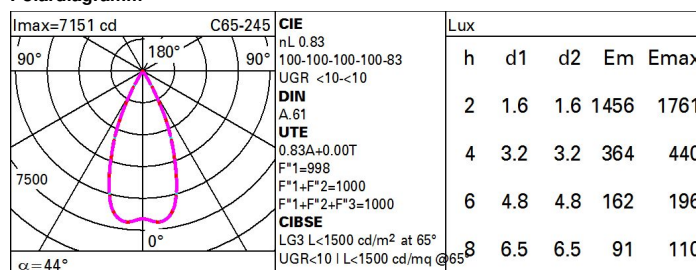 Imax=7151 cd C65-245
90° 180° 90°
7500
0°
α=44°
CIE
nL 0.83
100-100-100-100-83
UGR <10-<10
DIN
A.61
UTE
0.83A+0.00T
F"1=998
F"1+F"2=1000
F"1+F"2+F"3=1000
CIBSE
LG3 L<1500 cd/m² at 65°
UGR<10 | L<1500 cd/mq @65°
Lux
h d1 d2 Em Emax
2 1.6 1.6 1456 1761
4 3.2 3.2 364 440
6 4.8 4.8 162 196
8 6.5 6.5 91 110